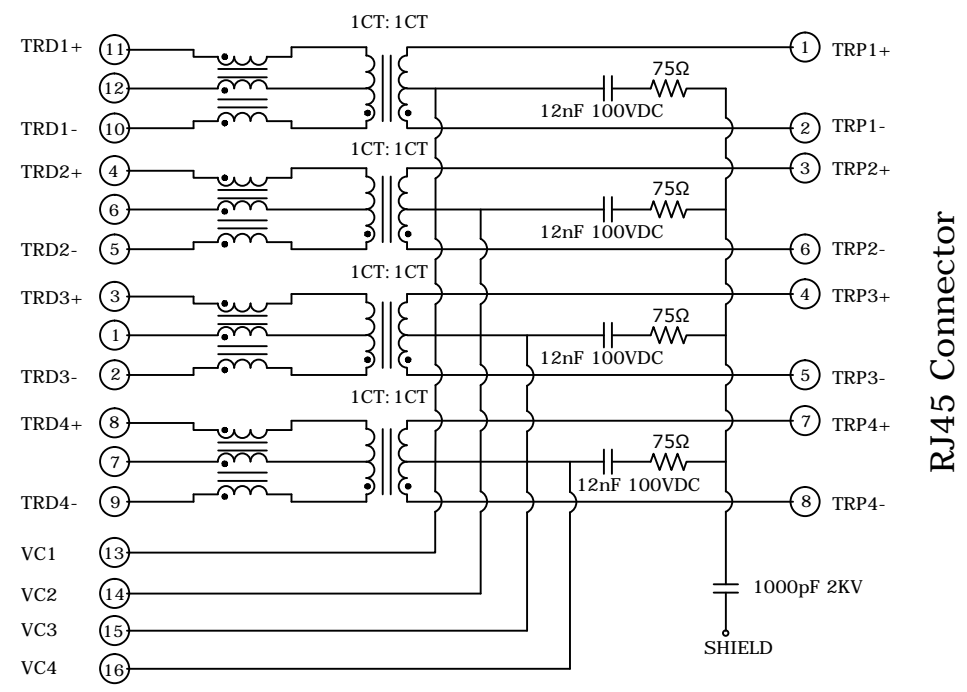 1CT: 1CT
TRD1+ 11 1 TRP1+
75Ω
12
12nF 100VDC
TRD1- 10 2 TRP1-
1CT: 1CT
TRD2+ 4 3 TRP2+
75Ω
6
12nF 100VDC
TRD2- 5 6 TRP2-
1CT: 1CT
TRD3+ 3 4 TRP3+
75Ω
1
12nF 100VDC
TRD3- 2 5 TRP3-
1CT: 1CT
TRD4+ 8 7 TRP4+
75Ω
7
12nF 100VDC
TRD4- 9 8 TRP4-
VC1 13
VC2 14
1000pF 2KV
VC3 15
SHIELD
VC4 16
RJ45 Connector